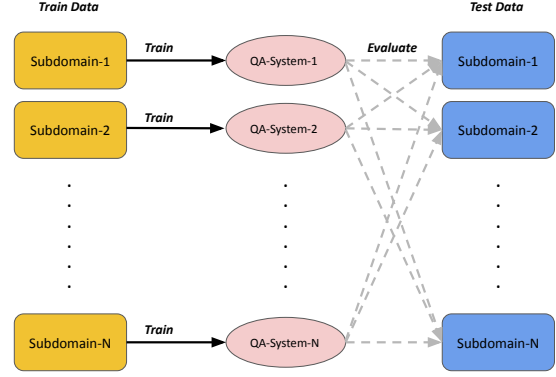 Train Data
Test Data
Subdomain-1
Train
QA-System-1
Evaluate
Subdomain-1
Subdomain-2
Train
QA-System-2
Subdomain-2
Subdomain-N
Train
QA-System-N
Subdomain-N